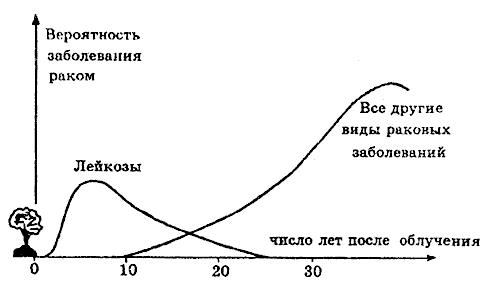 Вероятность
заболевания
раком
Все другие
виды раковых
заболеваний
Лейкозы
число лет после облучения
0 10 20 30